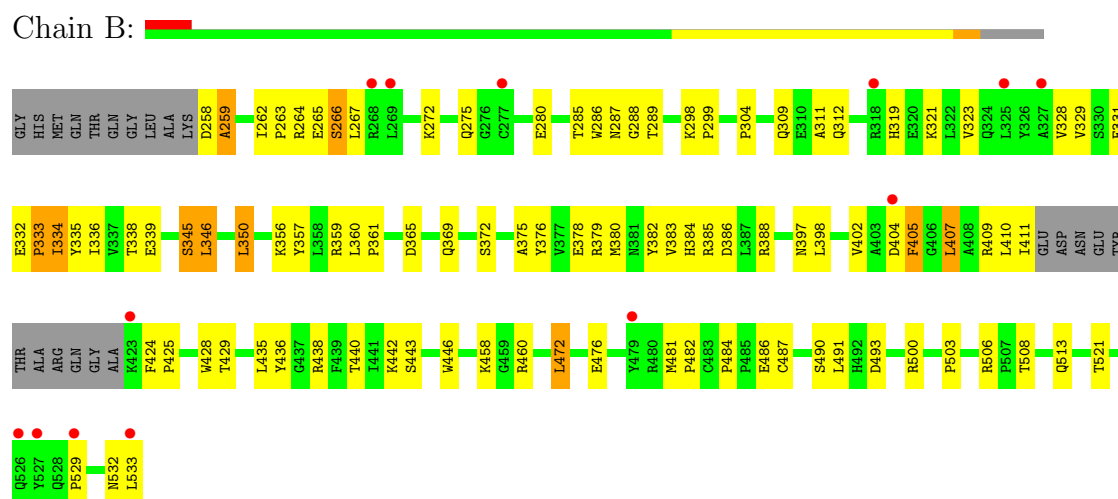 Chain B:
GLY HIS MET GLN THR GLN GLY LEU ALA LYS D258 A259 I262 P263 R264 E265 S266 L267 R268 L269 K272 Q275 G276 C277 E280 T285 W286 N287 G288 T289 K298 P299 P304 Q309 E310 A311 Q312 R318 H319 E320 K321 L322 V323 Q324 L325 Y326 A327 V328 V329 S330 E331
E332 P333 I334 Y335 I336 V337 T338 E339 S345 L346 L350 K356 Y357 L358 R359 L360 P361 D365 Q369 S372 A375 Y376 V377 E378 R379 M380 N381 Y382 V383 H384 R385 D386 L387 R388 N397 L398 V402 A403 D404 F405 G406 L407 A408 R409 L410 I411 GLU ASP ASN GLU TYR
THR ALA ARG GLN GLY ALA K423 F424 P425 W428 T429 L435 Y436 G437 R438 F439 T440 I441 K442 S443 W446 K458 G459 R460 L472 E476 Y479 R480 M481 P482 C483 P484 P485 E486 C487 S490 L491 H492 D493 R500 P503 R506 P507 T508 Q513 T521
Q526 Y527 Q528 P529 N532 L533